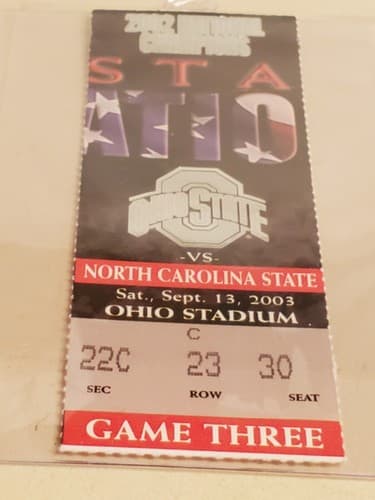 2002 NATIONAL
CHAMPIONS
STA
ATIO
OHIO STATE
-VS-
NORTH CAROLINA STATE
Sat., Sept. 13, 2003
OHIO STADIUM
C
22C 23 30
SEC ROW SEAT
GAME THREE